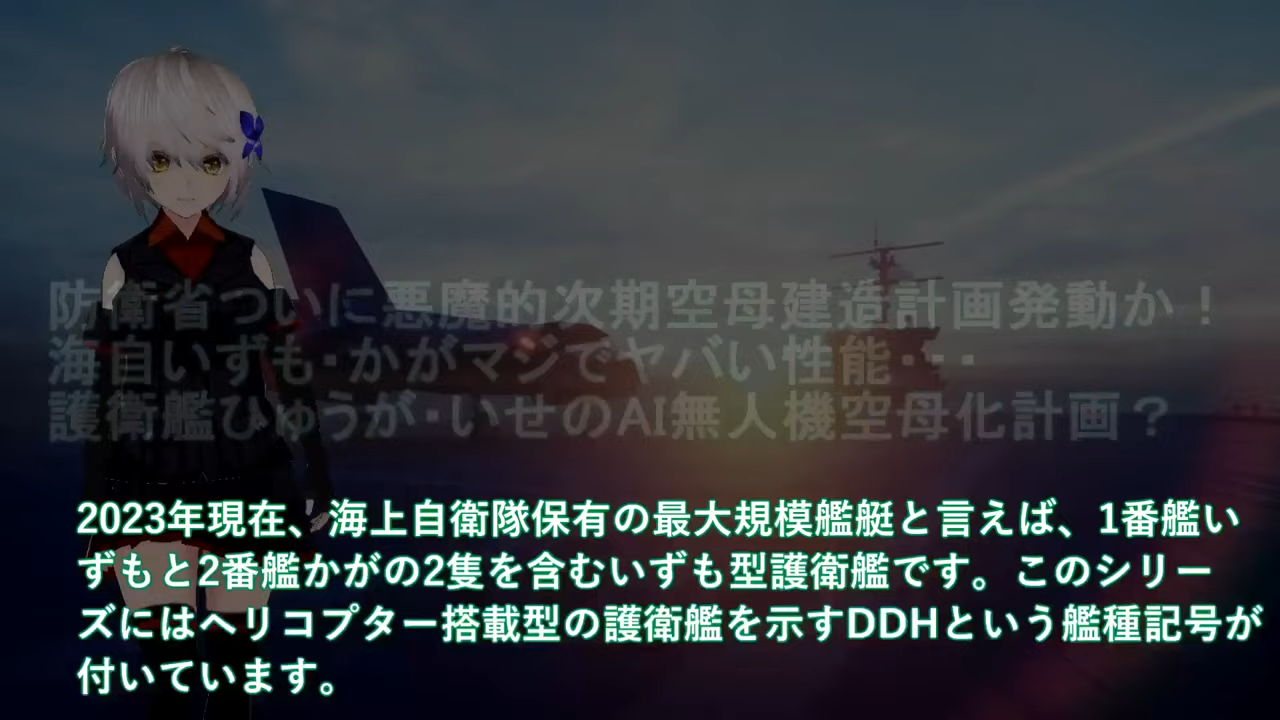 防衛省ついに悪魔的次期空母建造計画発動か！
海自いずも・かがマジでヤバい性能・・・
護衛艦ひゅうが・いせのAI無人機空母化計画？
2023年現在、海上自衛隊保有の最大規模艦艇と言えば、1番艦い
ずもと2番艦かがの2隻を含むいずも型護衛艦です。このシリー
ズにはヘリコプター搭載型の護衛艦を示すDDHという艦種記号が
付いています。